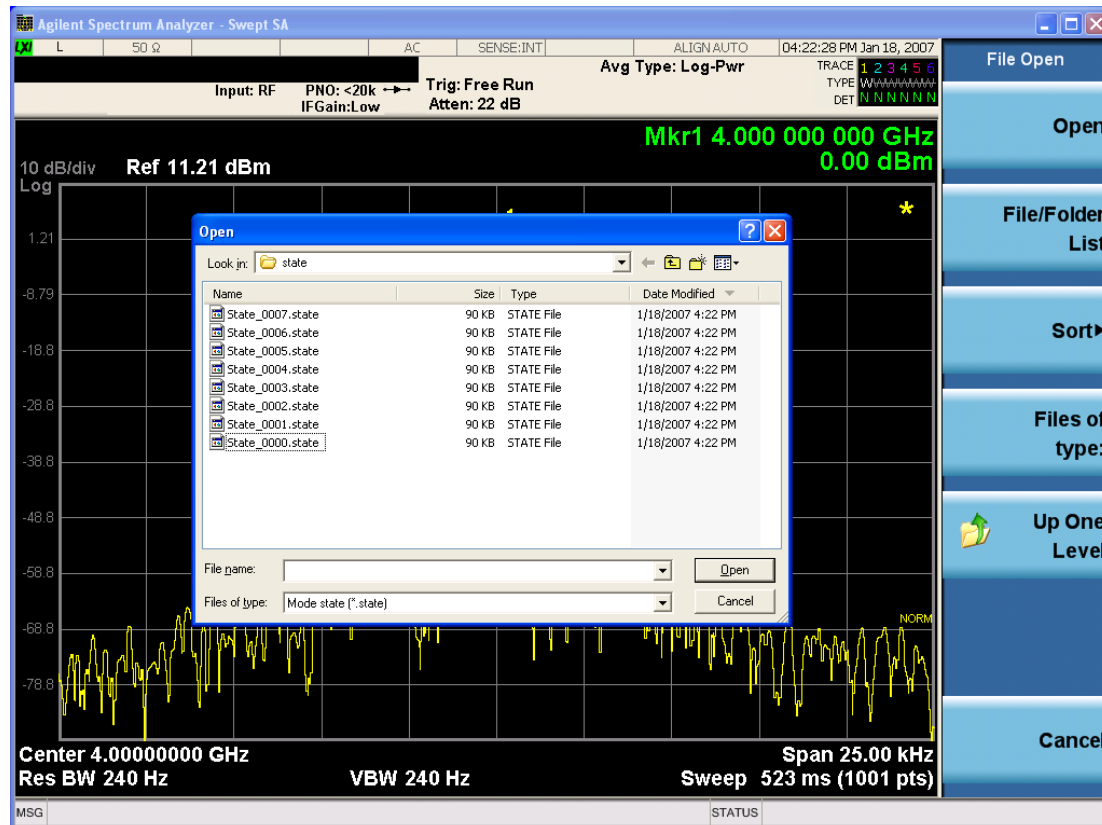 Agilent Spectrum Analyzer - Swept SA
LXI L 50 Ω AC SENSE:INT ALIGN AUTO 04:22:28 PM Jan 18, 2007
Avg Type: Log-Pwr
TRACE 1 2 3 4 5 6
Input: RF PNO: <20k Trig: Free Run
TYPE WWWWWW
IFGain:Low Atten: 22 dB
DET N N N N N N
Mkr1 4.000 000 000 GHz
0.00 dBm
10 dB/div Ref 11.21 dBm
Log
1.21
-8.79
-18.8
-28.8
-38.8
-48.8
-58.8
-68.8
-78.8
NORM
Open
Look in: state
Name Size Type Date Modified
State_0007.state 90 KB STATE File 1/18/2007 4:22 PM
State_0006.state 90 KB STATE File 1/18/2007 4:22 PM
State_0005.state 90 KB STATE File 1/18/2007 4:22 PM
State_0004.state 90 KB STATE File 1/18/2007 4:22 PM
State_0003.state 90 KB STATE File 1/18/2007 4:22 PM
State_0002.state 90 KB STATE File 1/18/2007 4:22 PM
State_0001.state 90 KB STATE File 1/18/2007 4:22 PM
State_0000.state 90 KB STATE File 1/18/2007 4:22 PM
File name: Open
Files of type: Mode state (*.state) Cancel
Center 4.00000000 GHz Span 25.00 kHz
Res BW 240 Hz VBW 240 Hz Sweep 523 ms (1001 pts)
MSG STATUS
File Open
Open
File/Folder
List
Sort
Files of
type:
Up One
Level
Cancel